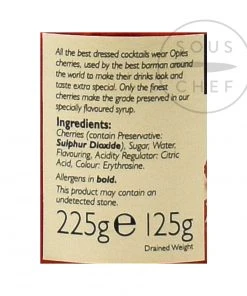 SOUS
CHEF
All the best dressed cocktails wear Opies
cherries, used by the best barman around
the world to make their drinks look and
taste extra special. Only the finest
cherries make the grade preserved in our
specially flavoured syrup.
Ingredients:
Cherries (contain Preservative:
Sulphur Dioxide), Sugar, Water,
Flavouring, Acidity Regulator: Citric
Acid, Colour: Erythrosine.
Allergens in bold.
This product may contain an
undetected stone.
225g ℮ 125g
Drained Weight